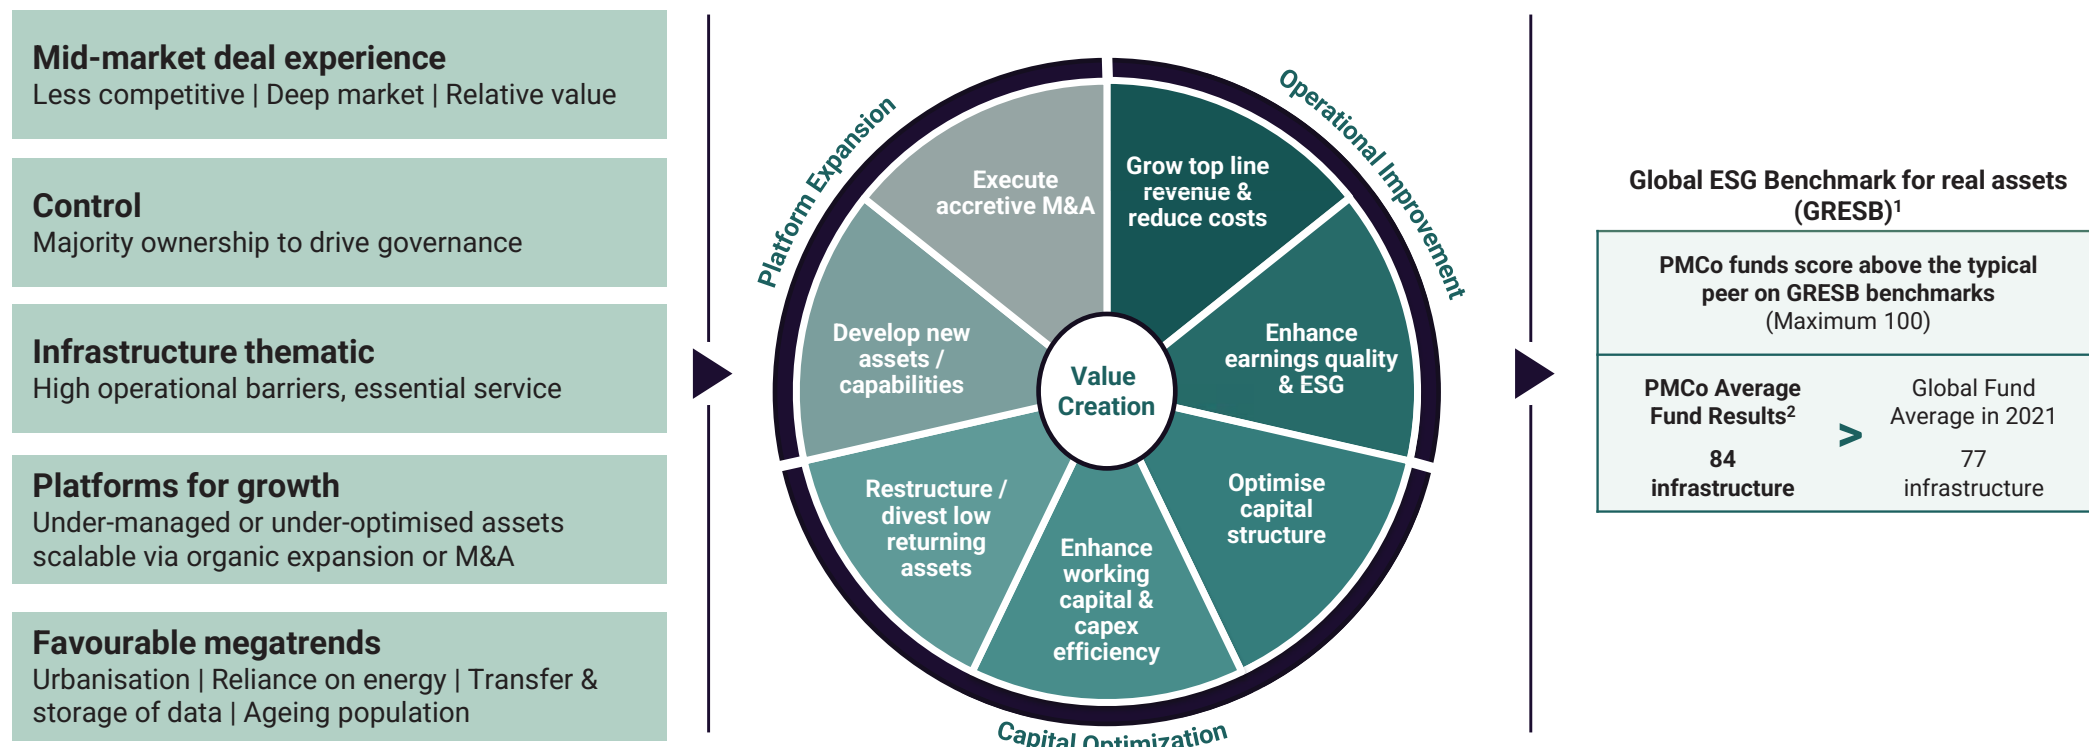 Mid-market deal experience
Less competitive | Deep market | Relative value
Control
Majority ownership to drive governance
Infrastructure thematic
High operational barriers, essential service
Platforms for growth
Under-managed or under-optimised assets
scalable via organic expansion or M&A
Favourable megatrends
Urbanisation | Reliance on energy | Transfer &
storage of data | Ageing population
Platform Expansion
Operational Improvement
Capital Optimization
Execute
accretive M&A
Grow top line
revenue &
reduce costs
Develop new
assets /
capabilities
Enhance
earnings quality
& ESG
Value
Creation
Restructure /
divest low
returning
assets
Enhance
working
capital &
capex
efficiency
Optimise
capital
structure
Global ESG Benchmark for real assets
(GRESB)¹
PMCo funds score above the typical
peer on GRESB benchmarks
(Maximum 100)
PMCo Average
Fund Results²
84
infrastructure
>
Global Fund
Average in 2021
77
infrastructure